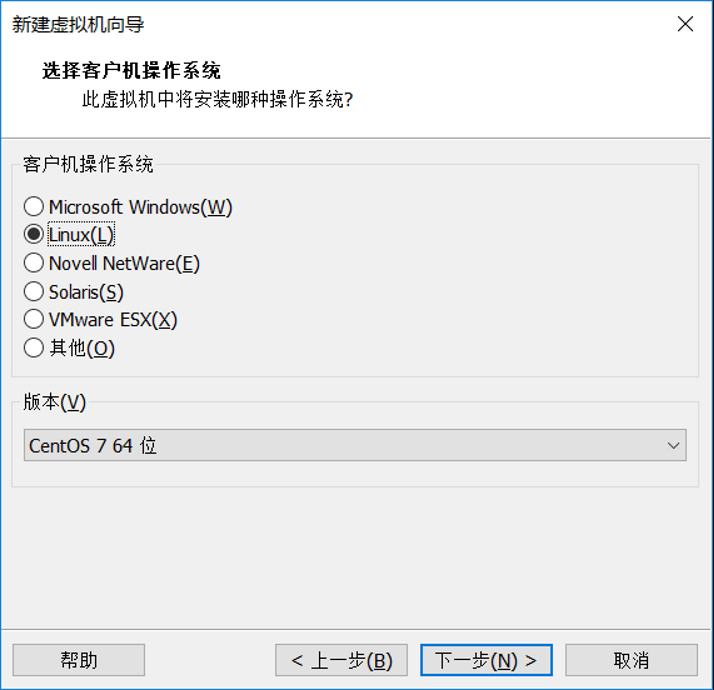 新建虚拟机向导
选择客户机操作系统
此虚拟机中将安装哪种操作系统?
客户机操作系统
Microsoft Windows(W)
Linux(L)
Novell NetWare(E)
Solaris(S)
VMware ESX(X)
其他(O)
版本(V)
CentOS 7 64 位
帮助
< 上一步(B)
下一步(N) >
取消